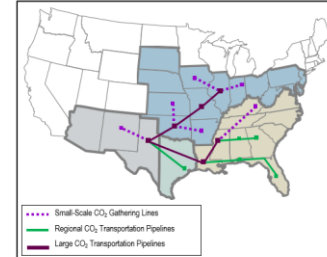 Small-Scale CO₂ Gathering Lines
Regional CO₂ Transportation Pipelines
Large CO₂ Transportation Pipelines